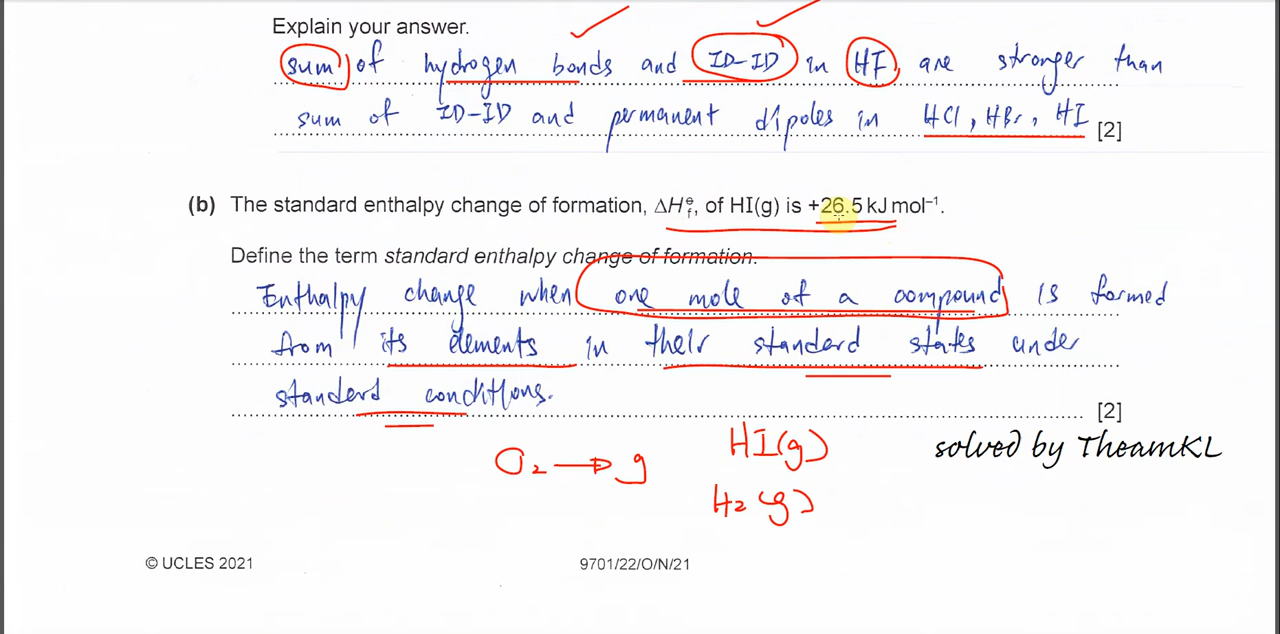 Explain your answer.
sum of hydrogen bonds and ID-ID in HF, are stronger than
sum of ID-ID and permanent dipoles in HCl, HBr, HI
[2]
(b) The standard enthalpy change of formation, ΔH⦵f, of HI(g) is +26.5 kJ mol⁻¹.
Define the term standard enthalpy change of formation.
Enthalpy change when one mole of a compound is formed
from its elements in their standard states under
standard conditions.
[2]
HI(g)
solved by TheamKL
O₂ → g
H₂(g)
© UCLES 2021 9701/22/O/N/21